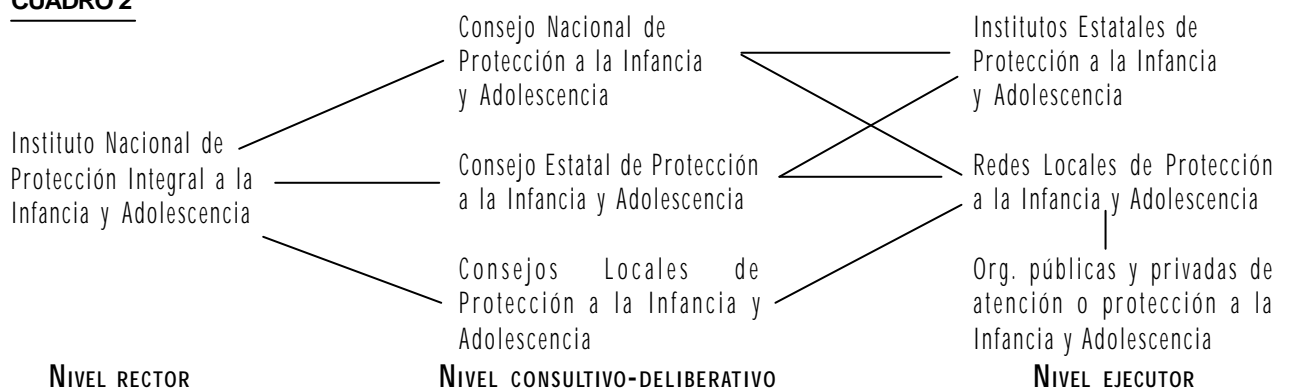 CUADRO 2
Instituto Nacional de
Protección Integral a la
Infancia y Adolescencia
NIVEL RECTOR
Consejo Nacional de
Protección a la Infancia
y Adolescencia
Consejo Estatal de Protección
a la Infancia y Adolescencia
Consejos Locales de
Protección a la Infancia y
Adolescencia
NIVEL CONSULTIVO-DELIBERATIVO
Institutos Estatales de
Protección a la Infancia
y Adolescencia
Redes Locales de Protección
a la Infancia y Adolescencia
Org. públicas y privadas de
atención o protección a la
Infancia y Adolescencia
NIVEL EJECUTOR